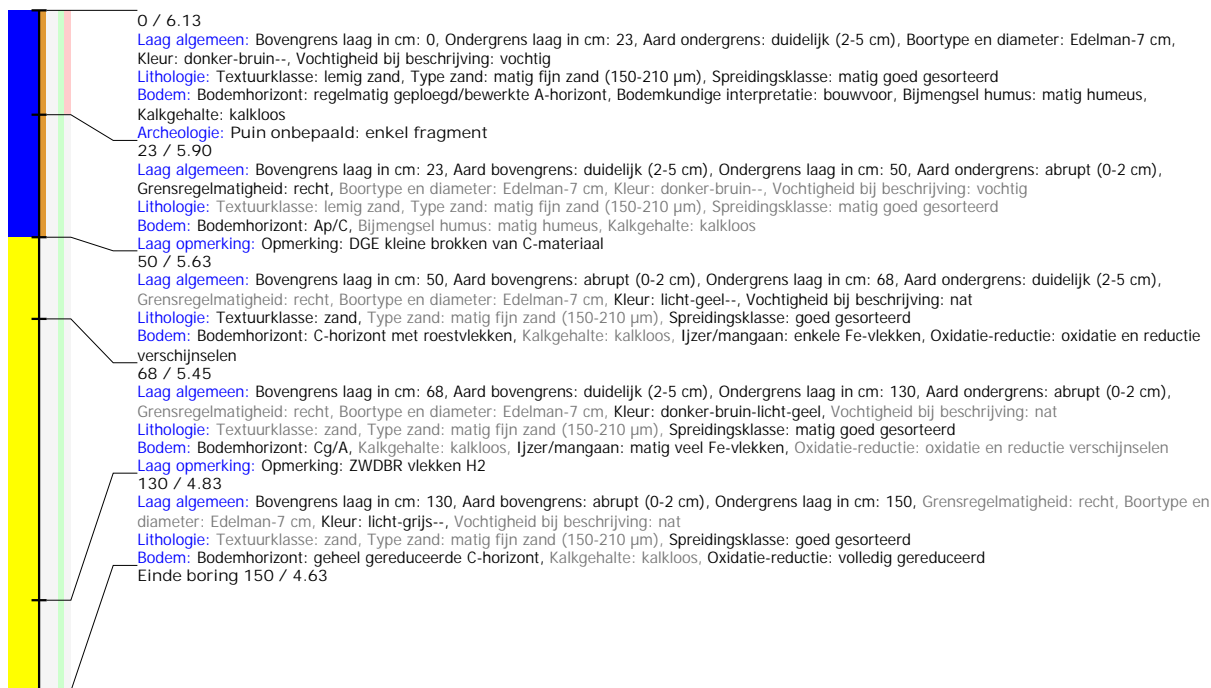 0 / 6.13
Laag algemeen: Bovengrens laag in cm: 0, Ondergrens laag in cm: 23, Aard ondergrens: duidelijk (2-5 cm), Boortype en diameter: Edelman-7 cm,
Kleur: donker-bruin--, Vochtigheid bij beschrijving: vochtig
Lithologie: Textuurklasse: lemig zand, Type zand: matig fijn zand (150-210 µm), Spreidingsklasse: matig goed gesorteerd
Bodem: Bodemhorizont: regelmatig geploegd/bewerkte A-horizont, Bodemkundige interpretatie: bouwvoor, Bijmengsel humus: matig humeus,
Kalkgehalte: kalkloos
Archeologie: Puin onbepaald: enkel fragment
23 / 5.90
Laag algemeen: Bovengrens laag in cm: 23, Aard bovengrens: duidelijk (2-5 cm), Ondergrens laag in cm: 50, Aard ondergrens: abrupt (0-2 cm),
Grensregelmatigheid: recht, Boortype en diameter: Edelman-7 cm, Kleur: donker-bruin--, Vochtigheid bij beschrijving: vochtig
Lithologie: Textuurklasse: lemig zand, Type zand: matig fijn zand (150-210 µm), Spreidingsklasse: matig goed gesorteerd
Bodem: Bodemhorizont: Ap/C, Bijmengsel humus: matig humeus, Kalkgehalte: kalkloos
Laag opmerking: Opmerking: DGE kleine brokken van C-materiaal
50 / 5.63
Laag algemeen: Bovengrens laag in cm: 50, Aard bovengrens: abrupt (0-2 cm), Ondergrens laag in cm: 68, Aard ondergrens: duidelijk (2-5 cm),
Grensregelmatigheid: recht, Boortype en diameter: Edelman-7 cm, Kleur: licht-geel--, Vochtigheid bij beschrijving: nat
Lithologie: Textuurklasse: zand, Type zand: matig fijn zand (150-210 µm), Spreidingsklasse: goed gesorteerd
Bodem: Bodemhorizont: C-horizont met roestvlekken, Kalkgehalte: kalkloos, Ijzer/mangaan: enkele Fe-vlekken, Oxidatie-reductie: oxidatie en reductie
verschijnselen
68 / 5.45
Laag algemeen: Bovengrens laag in cm: 68, Aard bovengrens: duidelijk (2-5 cm), Ondergrens laag in cm: 130, Aard ondergrens: abrupt (0-2 cm),
Grensregelmatigheid: recht, Boortype en diameter: Edelman-7 cm, Kleur: donker-bruin-licht-geel, Vochtigheid bij beschrijving: nat
Lithologie: Textuurklasse: zand, Type zand: matig fijn zand (150-210 µm), Spreidingsklasse: matig goed gesorteerd
Bodem: Bodemhorizont: Cg/A, Kalkgehalte: kalkloos, Ijzer/mangaan: matig veel Fe-vlekken, Oxidatie-reductie: oxidatie en reductie verschijnselen
Laag opmerking: Opmerking: ZWDBR vlekken H2
130 / 4.83
Laag algemeen: Bovengrens laag in cm: 130, Aard bovengrens: abrupt (0-2 cm), Ondergrens laag in cm: 150, Grensregelmatigheid: recht, Boortype en
diameter: Edelman-7 cm, Kleur: licht-grijs--, Vochtigheid bij beschrijving: nat
Lithologie: Textuurklasse: zand, Type zand: matig fijn zand (150-210 µm), Spreidingsklasse: goed gesorteerd
Bodem: Bodemhorizont: geheel gereduceerde C-horizont, Kalkgehalte: kalkloos, Oxidatie-reductie: volledig gereduceerd
Einde boring 150 / 4.63